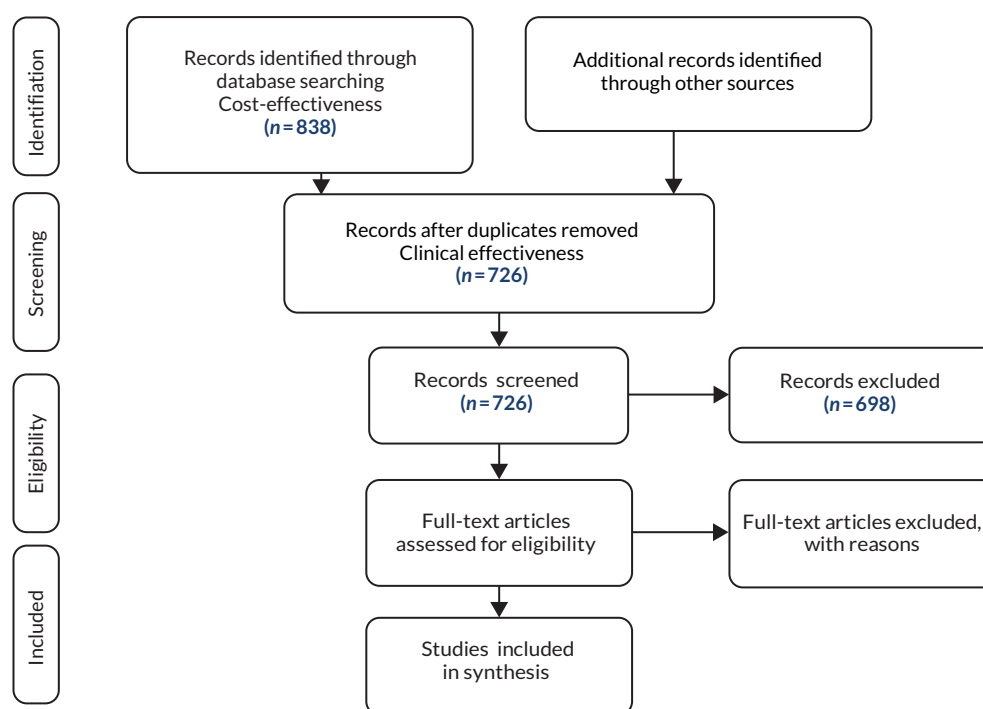 Identifiation
Records identified through
database searching
Cost-effectiveness
(n=838)
Additional records identified
through other sources
Screening
Records after duplicates removed
Clinical effectiveness
(n=726)
Eligibility
Records screened
(n=726)
Records excluded
(n=698)
Full-text articles
assessed for eligibility
Full-text articles excluded,
with reasons
Included
Studies included
in synthesis